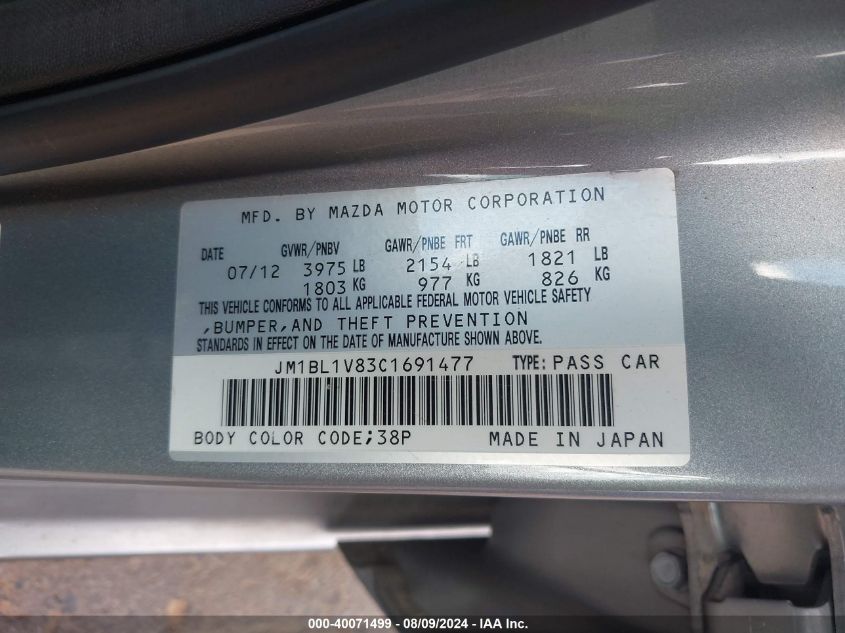 MFD. BY MAZDA MOTOR CORPORATION
DATE GVWR/PNBV GAWR/PNBE FRT GAWR/PNBE RR
07/12 3975 LB 2154 LB 1821 LB
1803 KG 977 KG 826 KG
THIS VEHICLE CONFORMS TO ALL APPLICABLE FEDERAL MOTOR VEHICLE SAFETY
,BUMPER,AND THEFT PREVENTION
STANDARDS IN EFFECT ON THE DATE OF MANUFACTURE SHOWN ABOVE.
JM1BL1V83C1691477 TYPE: PASS CAR
BODY COLOR CODE;38P MADE IN JAPAN
000-40071499 - 08/09/2024 - IAA Inc.